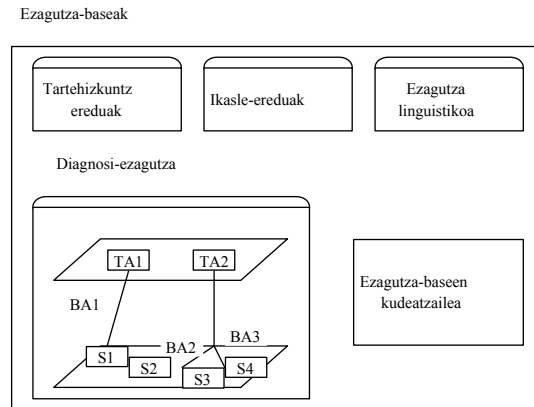 Ezagutza-baseak
Tartehizkuntz
ereduak
Ikasle-ereduak
Ezagutza
linguistikoa
Diagnosi-ezagutza
TA1
TA2
BA1
BA2
BA3
S1
S2
S3
S4
Ezagutza-baseen
kudeatzailea